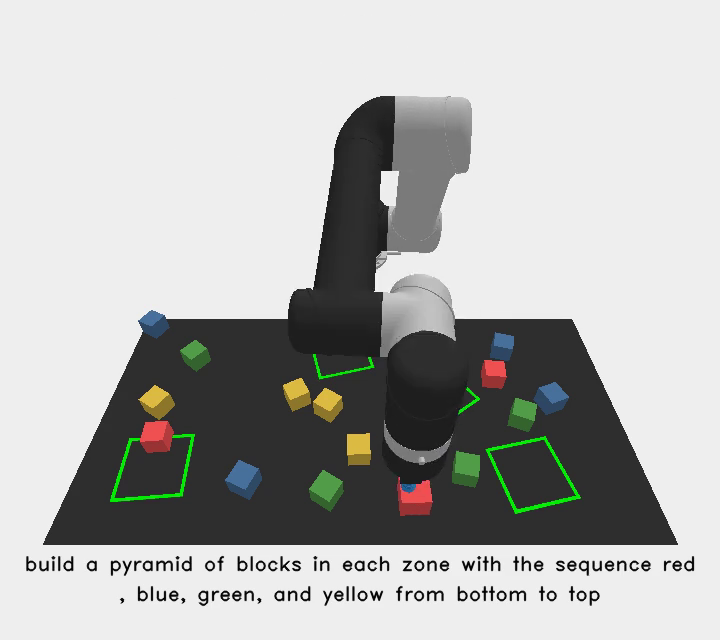 build a pyramid of blocks in each zone with the sequence red
, blue, green, and yellow from bottom to top